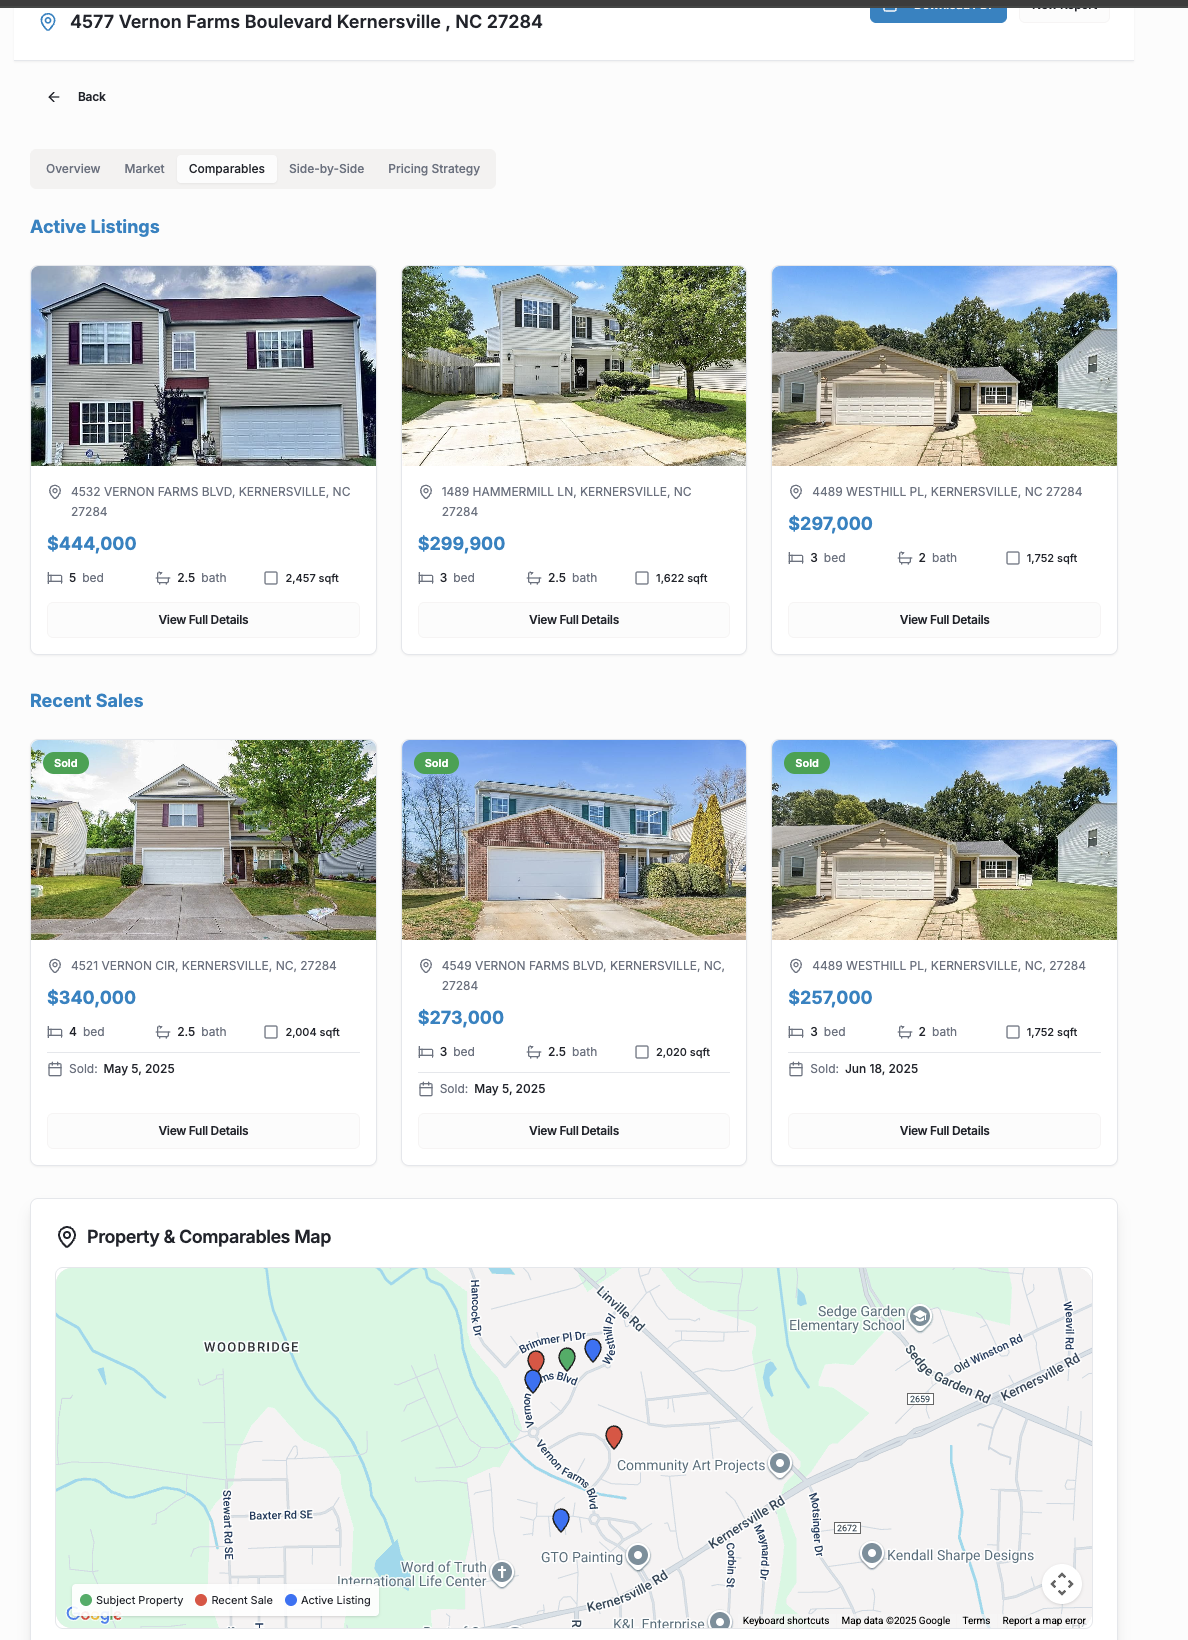 4577 Vernon Farms Boulevard Kernersville , NC 27284
Back
Overview
Market
Comparables
Side-by-Side
Pricing Strategy
Active Listings
4532 VERNON FARMS BLVD, KERNERSVILLE, NC
27284
$444,000
5 bed
2.5 bath
2,457 sqft
View Full Details
1489 HAMMERMILL LN, KERNERSVILLE, NC
27284
$299,900
3 bed
2.5 bath
1,622 sqft
View Full Details
4489 WESTHILL PL, KERNERSVILLE, NC 27284
$297,000
3 bed
2 bath
1,752 sqft
View Full Details
Recent Sales
Sold
4521 VERNON CIR, KERNERSVILLE, NC, 27284
$340,000
4 bed
2.5 bath
2,004 sqft
Sold: May 5, 2025
View Full Details
Sold
4549 VERNON FARMS BLVD, KERNERSVILLE, NC,
27284
$273,000
3 bed
2.5 bath
2,020 sqft
Sold: May 5, 2025
View Full Details
Sold
4489 WESTHILL PL, KERNERSVILLE, NC, 27284
$257,000
3 bed
2 bath
1,752 sqft
Sold: Jun 18, 2025
View Full Details
Property & Comparables Map
WOODBRIDGE
Hancock Dr
Linville Rd
Brimmer Pl Dr
Westhill Pl
ms Blvd
Vernon
Sedge Garden
Elementary School
Weavil Rd
Old Winston Rd
Sedge Garden Rd
Kernersville Rd
2659
Community Art Projects
Vernon Farms Blvd
Stewart Rd SE
Baxter Rd SE
Kernersville Rd
Motsinger Dr
2672
Maynard Dr
Corbin St
GTO Painting
Kendall Sharpe Designs
Word of Truth
International Life Center
Kernersville Rd
K&L Enterprise
Subject Property
Recent Sale
Active Listing
Google
Keyboard shortcuts
Map data ©2025 Google
Terms
Report a map error